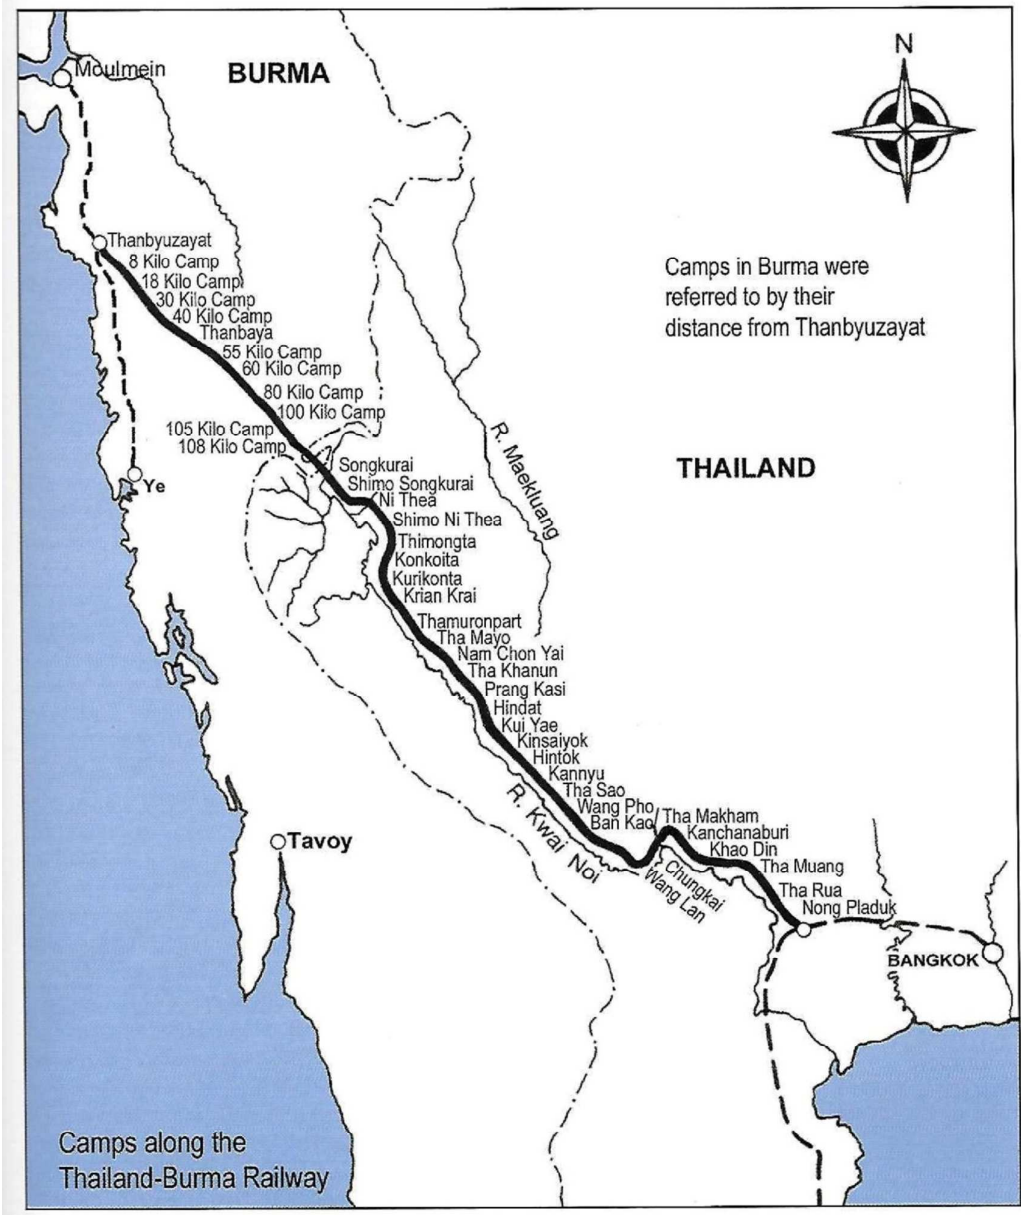 Moulmein
BURMA
N
Thanbyuzayat
8 Kilo Camp
18 Kilo Camp
30 Kilo Camp
40 Kilo Camp
Thanbaya
55 Kilo Camp
60 Kilo Camp
80 Kilo Camp
100 Kilo Camp
105 Kilo Camp
108 Kilo Camp
Camps in Burma were
referred to by their
distance from Thanbyuzayat
R. Maekluang
THAILAND
Ye
Songkurai
Shimo Songkurai
Ni Thea
Shimo Ni Thea
Thimongta
Konkoita
Kurikonta
Krian Krai
Thamuronpart
Tha Mayo
Nam Chon Yai
Tha Khanun
Prang Kasi
Hindat
Kui Yae
Kinsaiyok
Hintok
Kannyu
Tha Sao
Wang Pho
Ban Kao
R. Kwai Noi
Tavoy
Tha Makham
Kanchanaburi
Khao Din
Tha Muang
Chungkai
Wang Lan
Tha Rua
Nong Pladuk
BANGKOK
Camps along the
Thailand-Burma Railway